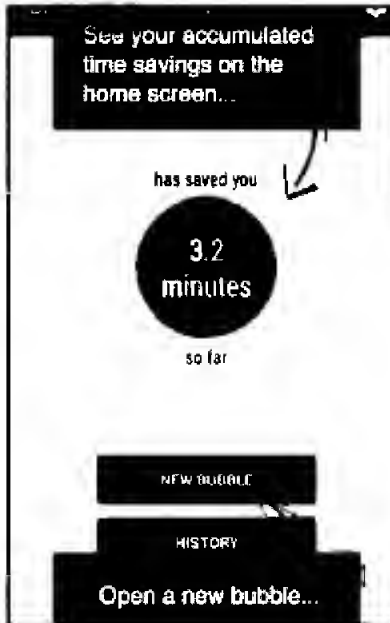 See your accumulated
time savings on the
home screen...
has saved you
3.2
minutes
so far
NEW BUBBLE
HISTORY
Open a new bubble...